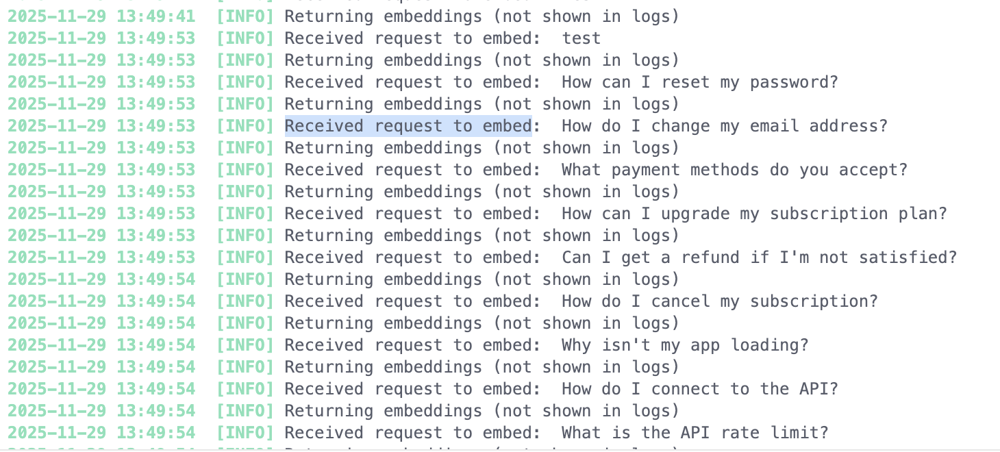 2025-11-29 13:49:41 [INFO] Returning embeddings (not shown in logs)
2025-11-29 13:49:53 [INFO] Received request to embed:  test
2025-11-29 13:49:53 [INFO] Returning embeddings (not shown in logs)
2025-11-29 13:49:53 [INFO] Received request to embed:  How can I reset my password?
2025-11-29 13:49:53 [INFO] Returning embeddings (not shown in logs)
2025-11-29 13:49:53 [INFO] Received request to embed:  How do I change my email address?
2025-11-29 13:49:53 [INFO] Returning embeddings (not shown in logs)
2025-11-29 13:49:53 [INFO] Received request to embed:  What payment methods do you accept?
2025-11-29 13:49:53 [INFO] Returning embeddings (not shown in logs)
2025-11-29 13:49:53 [INFO] Received request to embed:  How can I upgrade my subscription plan?
2025-11-29 13:49:53 [INFO] Returning embeddings (not shown in logs)
2025-11-29 13:49:53 [INFO] Received request to embed:  Can I get a refund if I'm not satisfied?
2025-11-29 13:49:54 [INFO] Returning embeddings (not shown in logs)
2025-11-29 13:49:54 [INFO] Received request to embed:  How do I cancel my subscription?
2025-11-29 13:49:54 [INFO] Returning embeddings (not shown in logs)
2025-11-29 13:49:54 [INFO] Received request to embed:  Why isn't my app loading?
2025-11-29 13:49:54 [INFO] Returning embeddings (not shown in logs)
2025-11-29 13:49:54 [INFO] Received request to embed:  How do I connect to the API?
2025-11-29 13:49:54 [INFO] Returning embeddings (not shown in logs)
2025-11-29 13:49:54 [INFO] Received request to embed:  What is the API rate limit?